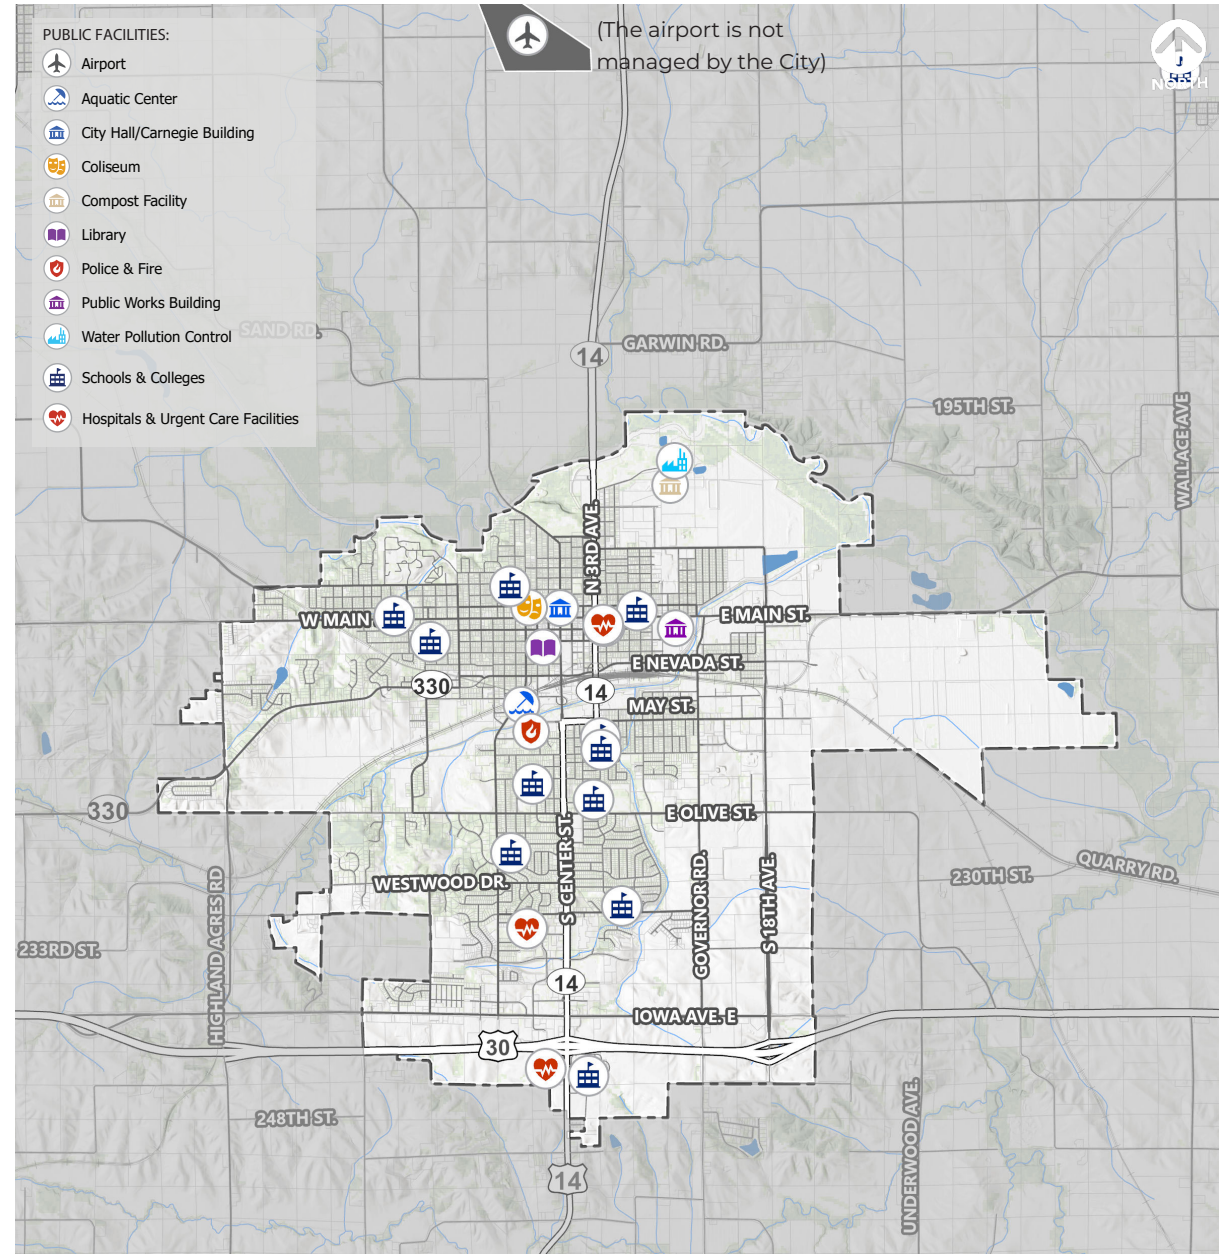 PUBLIC FACILITIES:
Airport
Aquatic Center
City Hall/Carnegie Building
Coliseum
Compost Facility
Library
Police & Fire
Public Works Building
Water Pollution Control
Schools & Colleges
Hospitals & Urgent Care Facilities
(The airport is not
managed by the City)
NORTH
SAND RD.
14
GARWIN RD.
195TH ST.
WALLACE AVE
N 3RD AVE.
W MAIN
E MAIN ST.
E NEVADA ST.
330
14
MAY ST.
330
E OLIVE ST.
S CENTER ST.
WESTWOOD DR.
GOVERNOR RD.
S 18TH AVE.
230TH ST.
QUARRY RD.
HIGHLAND ACRES RD
233RD ST.
14
IOWA AVE. E
30
248TH ST.
UNDERWOOD AVE.
14